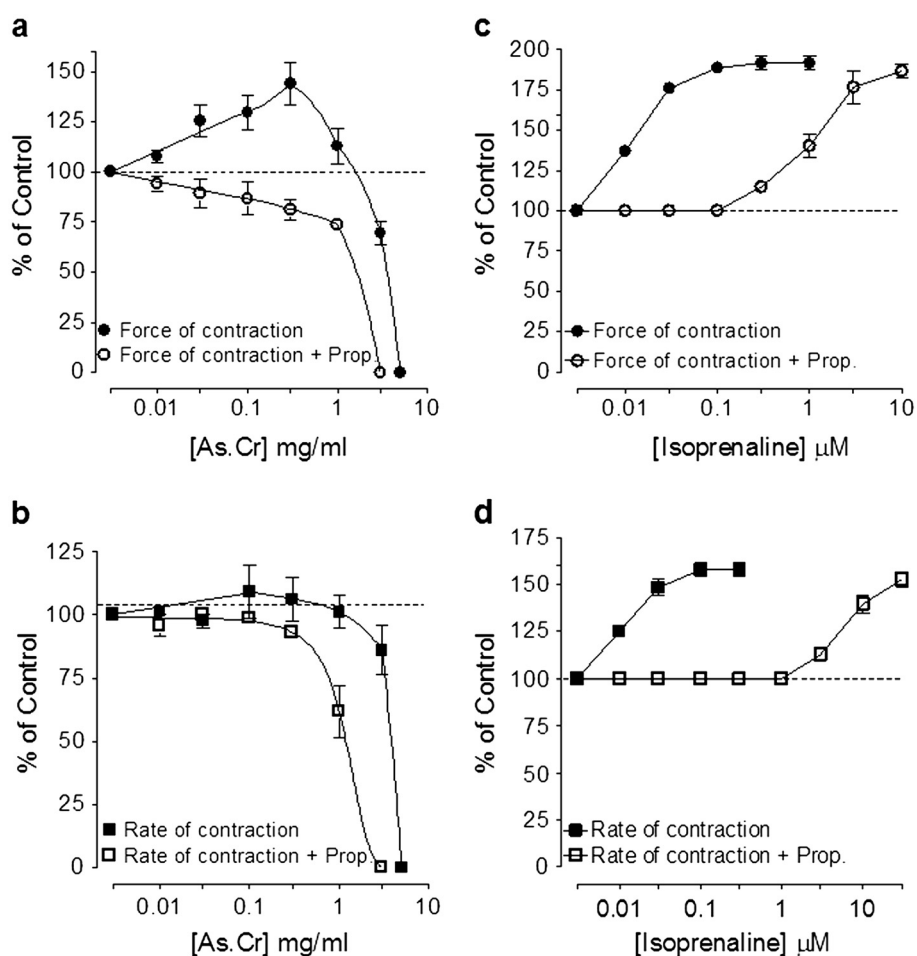 a
150
125
100
75
50
25
0
% of Control
Force of contraction
Force of contraction + Prop.
0.01 0.1 1 10
[As.Cr] mg/ml
c
200
175
150
125
100
75
50
25
0
% of Control
Force of contraction
Force of contraction + Prop.
0.01 0.1 1 10
[Isoprenaline] μM
b
125
100
75
50
25
0
% of Control
Rate of contraction
Rate of contraction + Prop.
0.01 0.1 1 10
[As.Cr] mg/ml
d
175
150
125
100
75
50
25
0
% of Control
Rate of contraction
Rate of contraction + Prop.
0.01 0.1 1 10
[Isoprenaline] μM